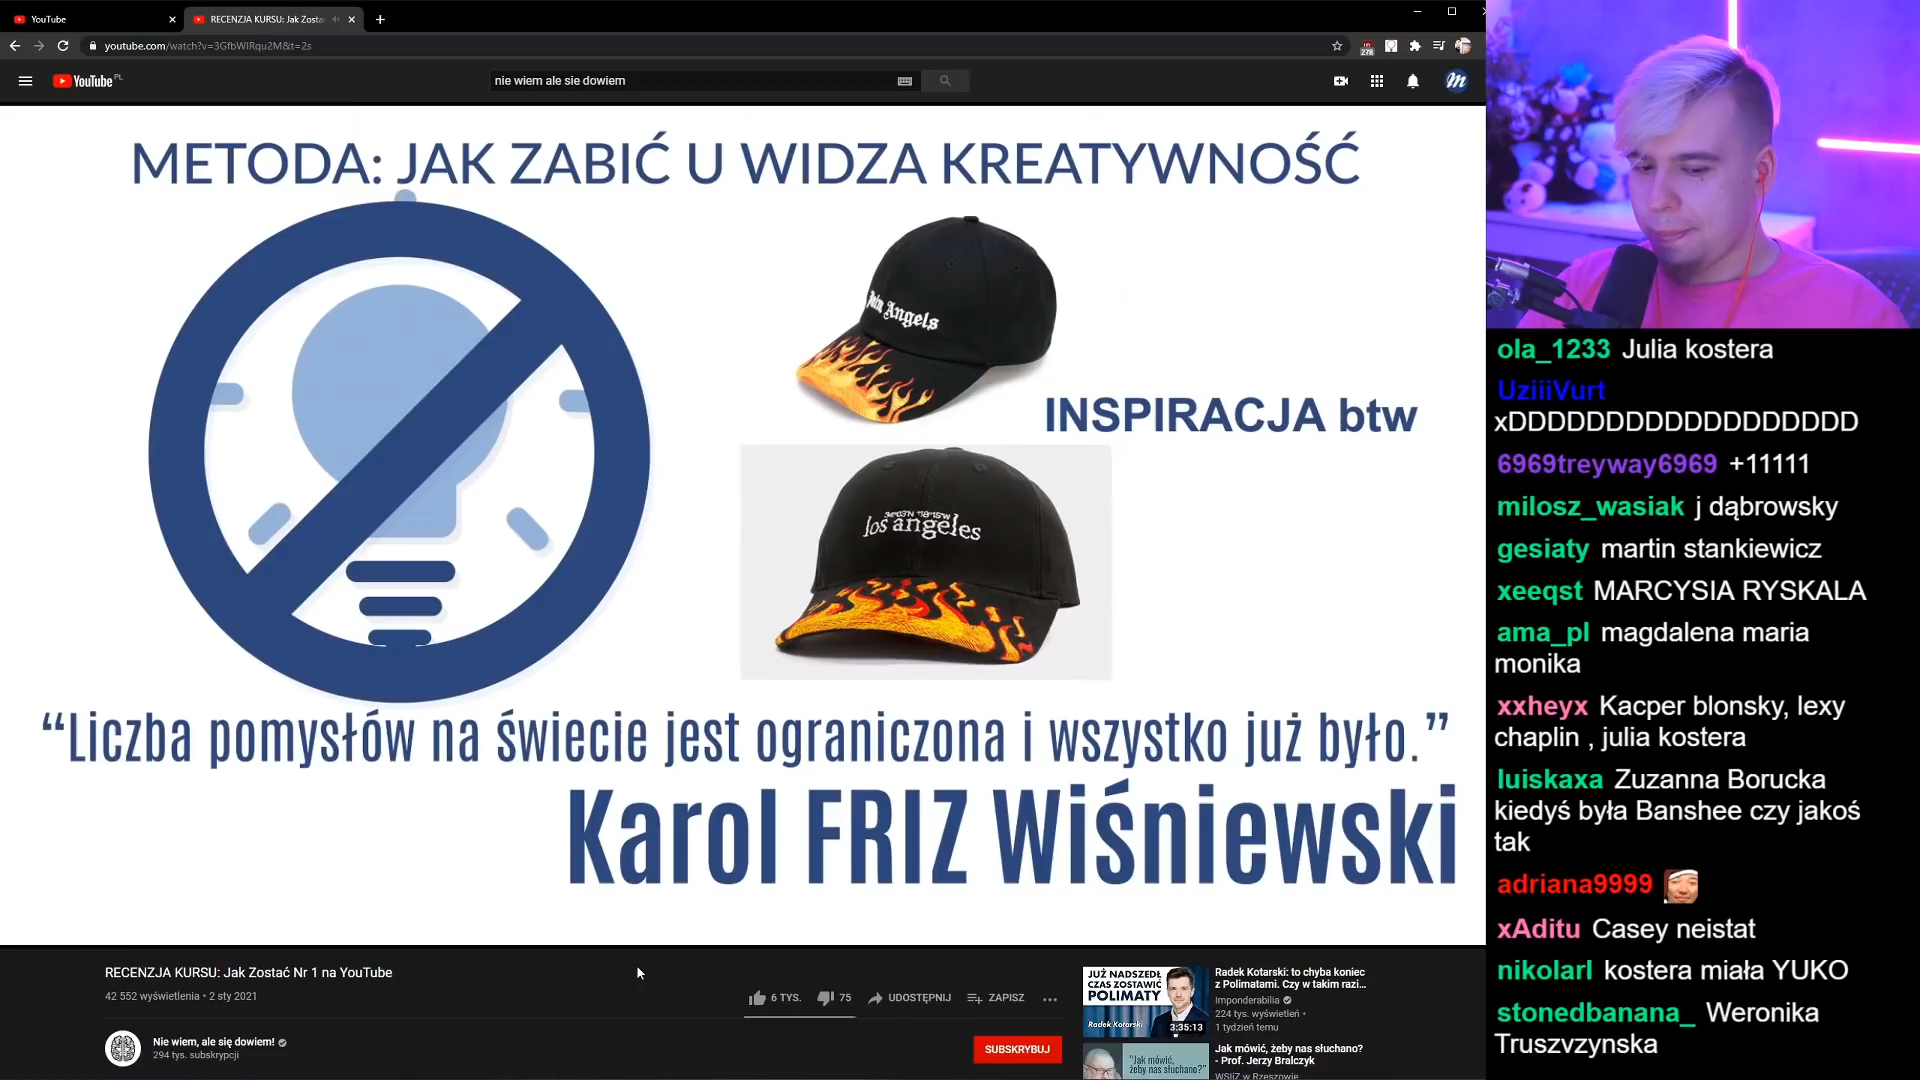 YouTube
RECENZJA KURSU: Jak Zosta
youtube.com/watch?v=3GfbWlRqu2M&t=2s
278
YouTube PL
nie wiem ale sie dowiem
METODA: JAK ZABIĆ U WIDZA KREATYWNOŚĆ
Palm Angels
INSPIRACJA btw
los angeles
“Liczba pomysłów na świecie jest ograniczona i wszystko już było.”
Karol FRIZ Wiśniewski
RECENZJA KURSU: Jak Zostać Nr 1 na YouTube
42 552 wyświetlenia • 2 sty 2021
6 TYS.
75
UDOSTĘPNIJ
ZAPISZ
Nie wiem, ale się dowiem!
294 tys. subskrypcji
SUBSKRYBUJ
JUŻ NADSZEDŁ
CZAS ZOSTAWIĆ
POLIMATY
Radek Kotarski
3:35:13
Radek Kotarski: to chyba koniec
z Polimatami. Czy w takim razi...
Imponderabilia
224 tys. wyświetleń •
1 tydzień temu
"Jak mówić,
żeby nas słuchano?"
Jak mówić, żeby nas słuchano?
- Prof. Jerzy Bralczyk
WSIiZ w Rzeszowie
ola_1233 Julia kostera
UziiiVurt
xDDDDDDDDDDDDDDDDDD
6969treyway6969 +11111
milosz_wasiak j dąbrowsky
gesiaty martin stankiewicz
xeeqst MARCYSIA RYSKALA
ama_pl magdalena maria
monika
xxheyx Kacper blonsky, lexy
chaplin , julia kostera
luiskaxa Zuzanna Borucka
kiedyś była Banshee czy jakoś
tak
adriana9999
xAditu Casey neistat
nikolarl kostera miała YUKO
stonedbanana_ Weronika
Truszvzynska